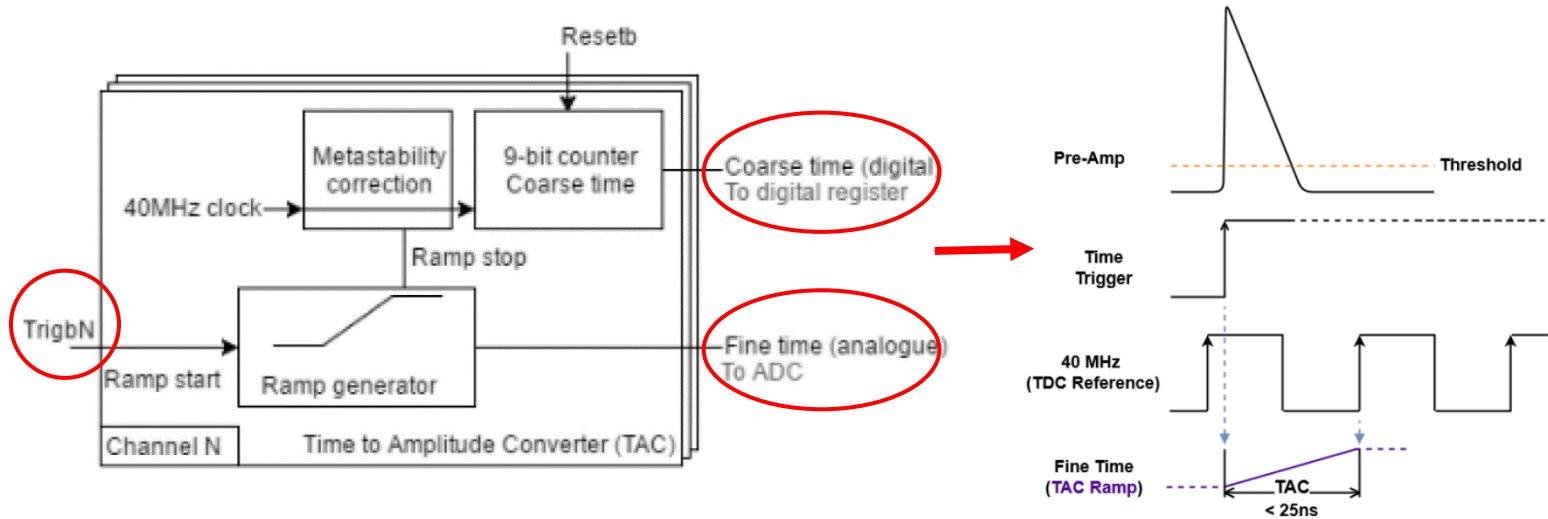 Resetb
Metastability
correction
9-bit counter
Coarse time
Coarse time (digital)
To digital register
40MHz clock
Ramp stop
TrigbN
Ramp start
Ramp generator
Fine time (analogue)
To ADC
Channel N
Time to Amplitude Converter (TAC)
Pre-Amp
Threshold
Time
Trigger
40 MHz
(TDC Reference)
Fine Time
(TAC Ramp)
TAC
< 25ns